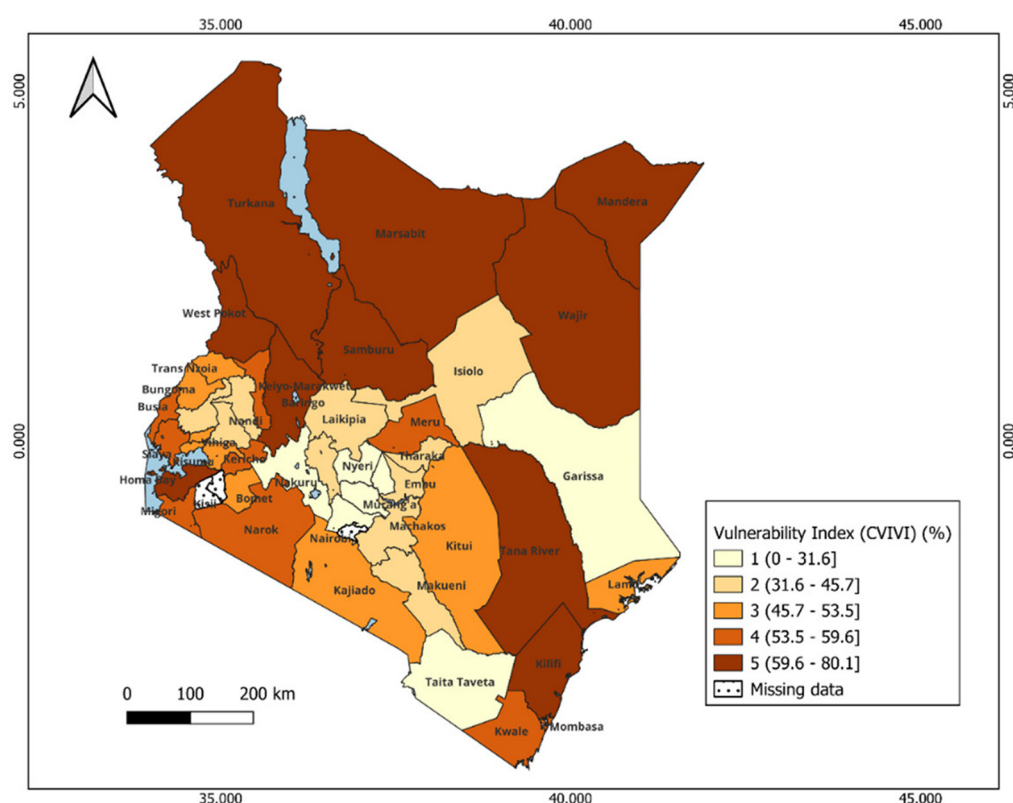 35.000
40.000
45.000
5.000
5.000
Mandera
Turkana
Marsabit
West Pokot
Wajir
Samburu
Trans Nzoia
Isiolo
Keiyo-Marakwet
Bungoma
Baringo
Busia
Laikipia
Nandi
Meru
0.000
0.000
Vihiga
Siaya
Kisumu
Kericho
Tharaka
Nyeri
Garissa
Homa Bay
Nakuru
Embu
Kisii
Bomet
Murang'a
Migori
Narok
Machakos
Nairobi
Kitui
Tana River
Makueni
Lamu
Kajiado
Vulnerability Index (CVIVI) (%)
1 (0 - 31.6]
2 (31.6 - 45.7]
3 (45.7 - 53.5]
4 (53.5 - 59.6]
5 (59.6 - 80.1]
Missing data
Kilifi
Taita Taveta
0 100 200 km
Mombasa
Kwale
35.000
40.000
45.000